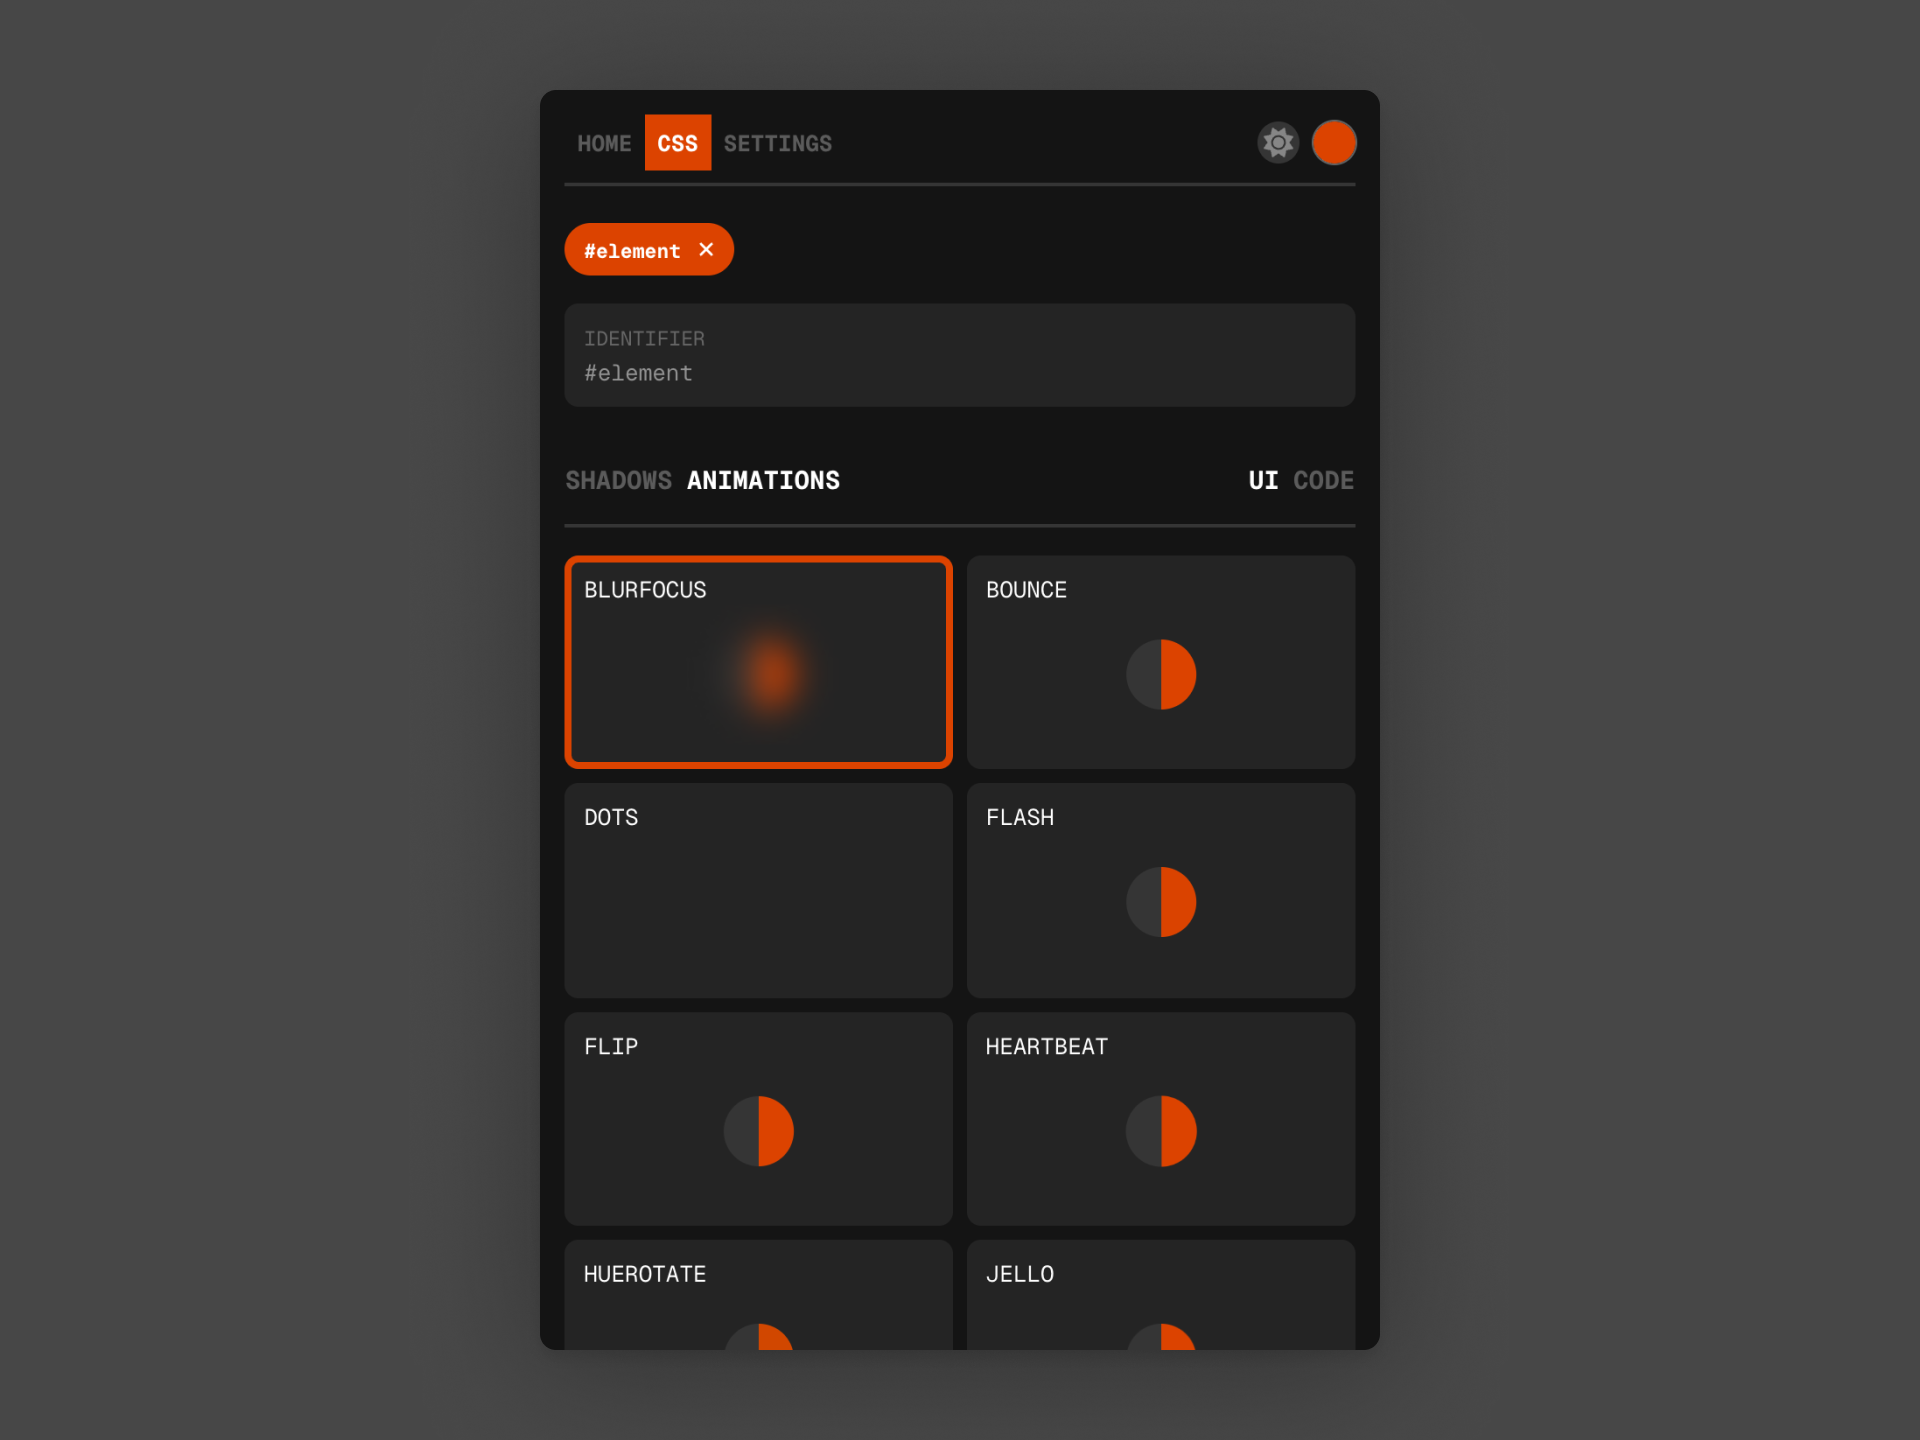 HOME CSS SETTINGS
#element ✕
IDENTIFIER
#element
SHADOWS ANIMATIONS UI CODE
BLURFOCUS BOUNCE
DOTS FLASH
FLIP HEARTBEAT
HUEROTATE JELLO